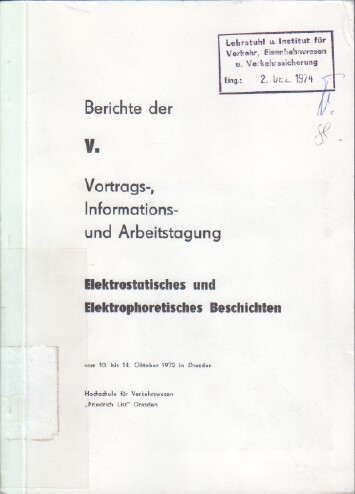 Lehrstuhl u. Institut für
Verkehr, Eisenbahnwesen
u. Verkehrssicherung
Eing.: 2. DEZ. 1974
Berichte der
V.
Vortrags-,
Informations-
und Arbeitstagung
Elektrostatisches und
Elektrophoretisches Beschichten
vom 10. bis 14. Oktober 1972 in Dresden
Hochschule für Verkehrswesen
„Friedrich List" Dresden